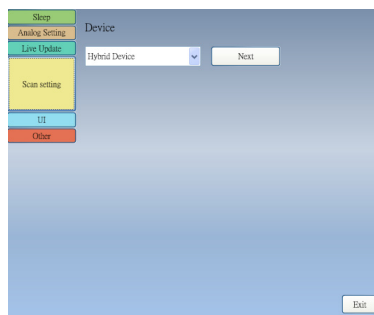 Sleep
Analog Setting
Live Update
Scan setting
UI
Other
Device
Hybrid Device
Next
Exit